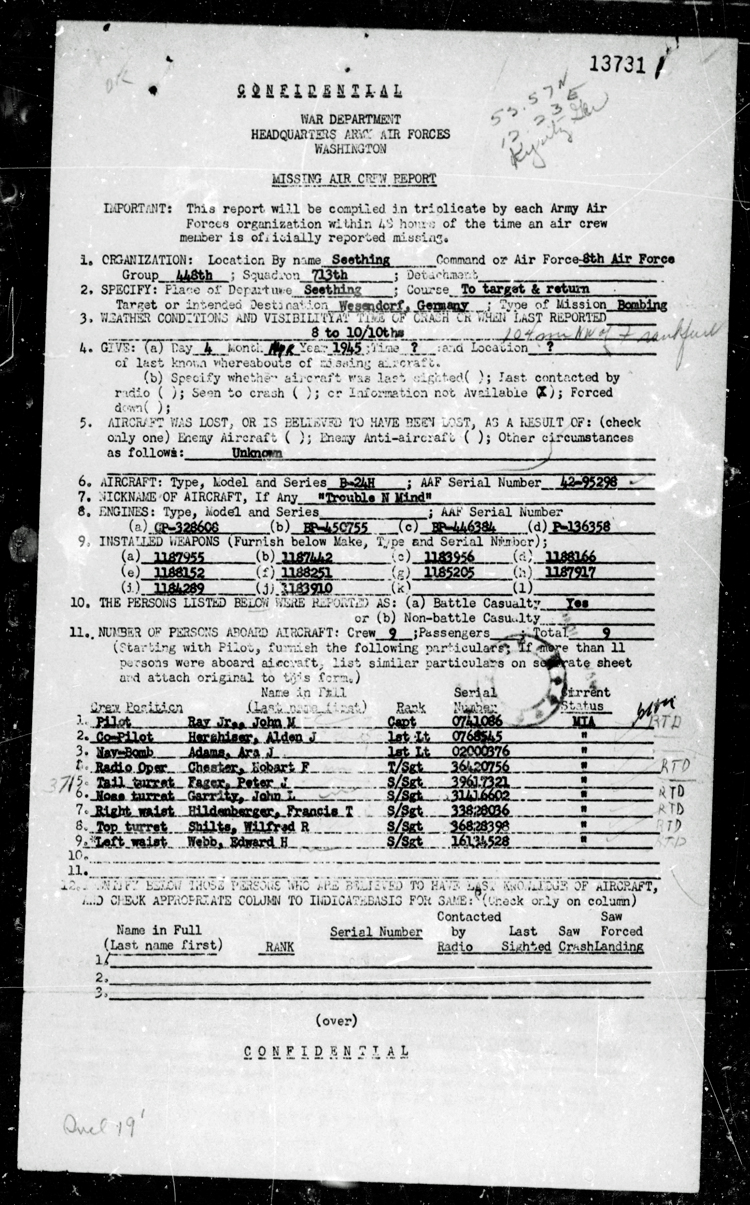 13731
CONFIDENTIAL
53.57N
12.23E
WAR DEPARTMENT
HEADQUARTERS ARMY AIR FORCES
WASHINGTON
MISSING AIR CREW REPORT
IMPORTANT: This report will be compiled in triplicate by each Army Air
Forces organization within 48 hours of the time an air crew
member is officially reported missing.
1. ORGANIZATION: Location By name Seething Command or Air Force 8th Air Force
Group 448th ; Squadron 713th ; Detachment
2. SPECIFY: Place of Departure Seething ; Course To target & return
Target or intended Destination Wesendorf, Germany ; Type of Mission Bombing
3. WEATHER CONDITIONS AND VISIBILITY AT TIME OF CRASH OR WHEN LAST REPORTED
8 to 10/10ths
4. GIVE: (a) Day 4 Month Apr Year 1945 ;Time ? and Location ?
of last known whereabouts of missing aircraft.
(b) Specify whether aircraft was last sighted( ); Last contacted by
radio ( ); Seen to crash ( ); or Information not Available (X); Forced
down( );
5. AIRCRAFT WAS LOST, OR IS BELIEVED TO HAVE BEEN LOST, AS A RESULT OF: (check
only one) Enemy Aircraft ( ); Enemy Anti-aircraft ( ); Other circumstances
as follows: Unknown
6. AIRCRAFT: Type, Model and Series B-24H ; AAF Serial Number 42-95298
7. NICKNAME OF AIRCRAFT, If Any "Trouble N Mind"
8. ENGINES: Type, Model and Series ; AAF Serial Number
(a) CP-328608 (b) BP-450755 (c) BP-446384 (d) P-136358
9. INSTALLED WEAPONS (Furnish below Make, Type and Serial Number);
(a) 1187955 (b) 1187442 (c) 1183956 (d) 1188166
(e) 1188152 (f) 1188251 (g) 1185205 (h) 1187917
(i) 1184289 (j) 1183910 (k) (l)
10. THE PERSONS LISTED BELOW WERE REPORTED AS: (a) Battle Casualty Yes
or (b) Non-battle Casualty
11. NUMBER OF PERSONS ABOARD AIRCRAFT: Crew 9 ;Passengers ; Total 9
(Starting with Pilot, furnish the following particulars; if more than 11
persons were aboard aircraft, list similar particulars on separate sheet
and attach original to this form.)
Name in Full Serial Current
Crew Position (Last name first) Rank Number Status
1. Pilot Ray Jr., John M Capt 0741086 MIA RTD
2. Co-Pilot Hershiser, Alden J 1st Lt 0768545 "
3. Nav-Bomb Adams, Ara J 1st Lt 02000376 "
Radio Oper Chester, Hobart F T/Sgt 36420756 " RTD
5. Tail turret Fager, Peter J S/Sgt 39617321 "
6. Nose turret Garrity, John L S/Sgt 31416602 " RTD
7. Right waist Hildenberger, Francis T S/Sgt 33828036 " RTD
8. Top turret Shilts, Wilfred R S/Sgt 36828398 " RTD
9. Left waist Webb, Edward H S/Sgt 16134528 " RTD
10.
11.
12. IDENTIFY BELOW THOSE PERSONS WHO ARE BELIEVED TO HAVE LAST KNOWLEDGE OF AIRCRAFT,
AND CHECK APPROPRIATE COLUMN TO INDICATE BASIS FOR SAME: (Check only on column)
Contacted Saw
Name in Full Serial Number by Last Saw Forced
(Last name first) RANK Radio Sighted Crash Landing
1.
2.
3.
(over)
CONFIDENTIAL